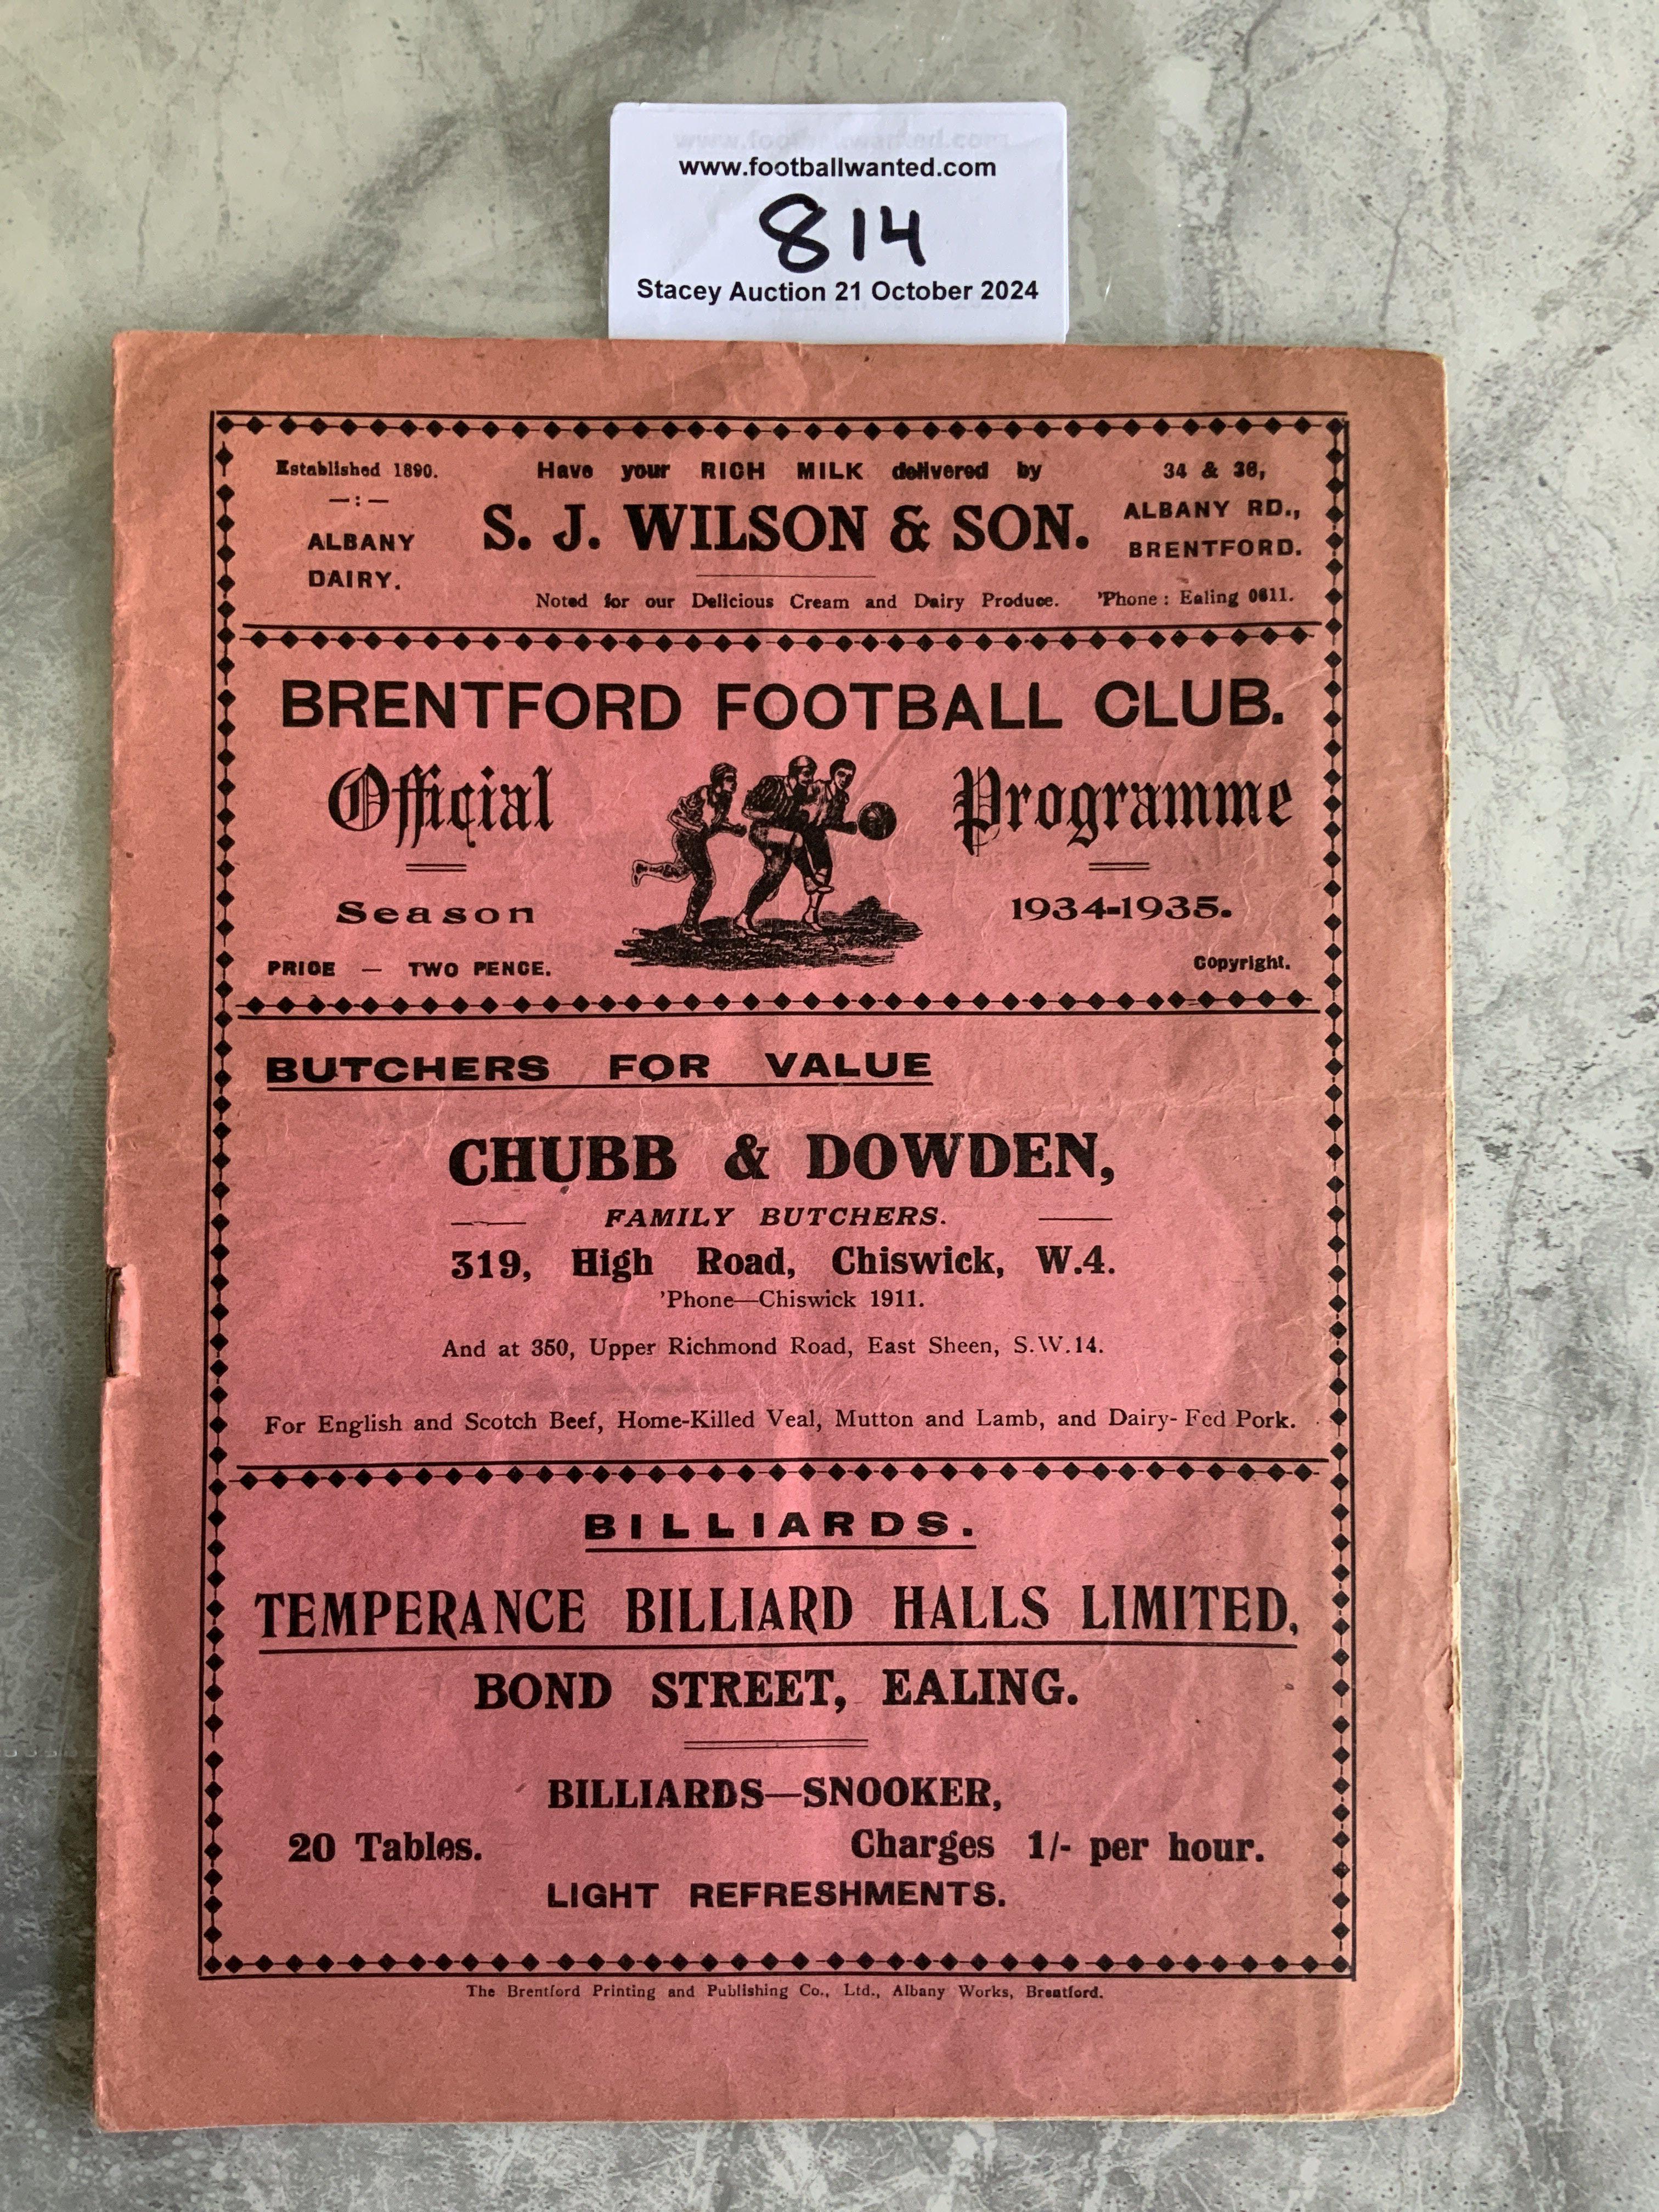 www.footballwanted.com
814
Stacey Auction 21 October 2024
Established 1890.
—:—
ALBANY
DAIRY.
Have your RICH MILK delivered by
S. J. WILSON & SON.
Noted for our Delicious Cream and Dairy Produce.
34 & 36,
ALBANY RD.,
BRENTFORD.
'Phone: Ealing 0611.
BRENTFORD FOOTBALL CLUB.
Official Programme
Season 1934-1935.
PRICE — TWO PENCE. Copyright.
BUTCHERS FOR VALUE
CHUBB & DOWDEN,
FAMILY BUTCHERS.
319, High Road, Chiswick, W.4.
'Phone—Chiswick 1911.
And at 350, Upper Richmond Road, East Sheen, S.W.14.
For English and Scotch Beef, Home-Killed Veal, Mutton and Lamb, and Dairy-Fed Pork.
BILLIARDS.
TEMPERANCE BILLIARD HALLS LIMITED,
BOND STREET, EALING.
BILLIARDS—SNOOKER,
20 Tables. Charges 1/- per hour.
LIGHT REFRESHMENTS.
The Brentford Printing and Publishing Co., Ltd., Albany Works, Brentford.